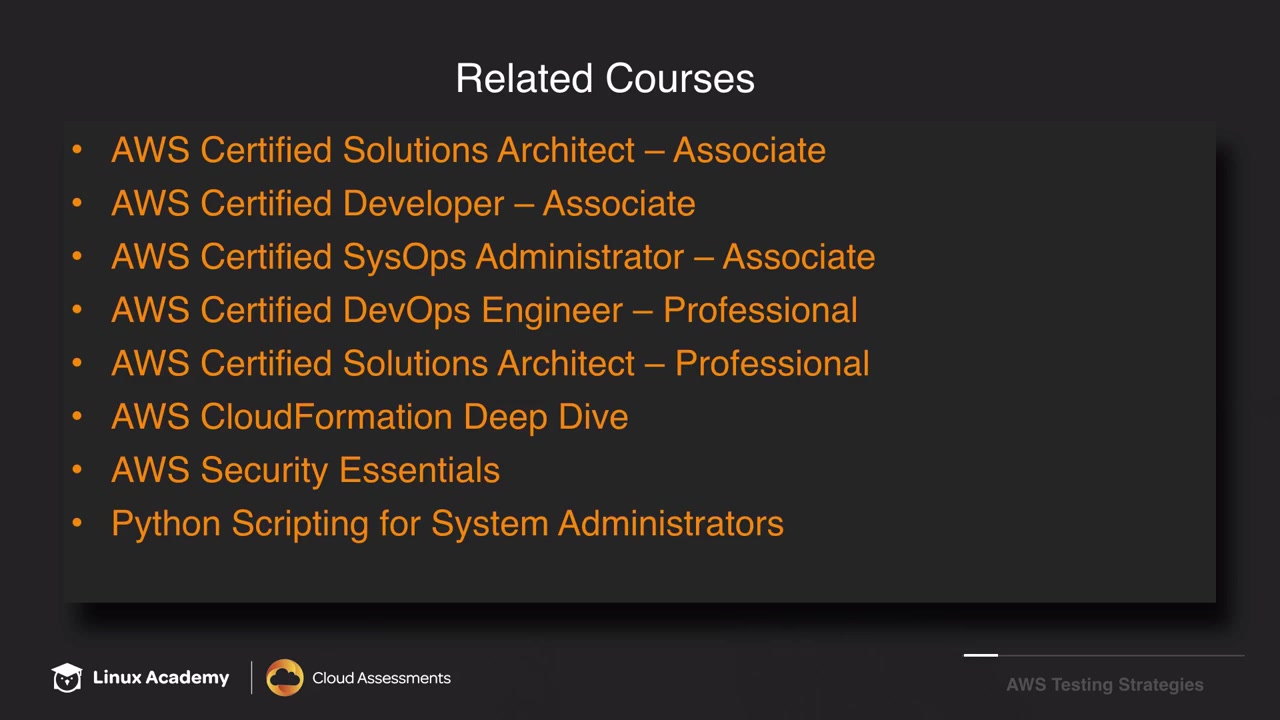 Related Courses
• AWS Certified Solutions Architect – Associate
• AWS Certified Developer – Associate
• AWS Certified SysOps Administrator – Associate
• AWS Certified DevOps Engineer – Professional
• AWS Certified Solutions Architect – Professional
• AWS CloudFormation Deep Dive
• AWS Security Essentials
• Python Scripting for System Administrators
Linux Academy
Cloud Assessments
AWS Testing Strategies